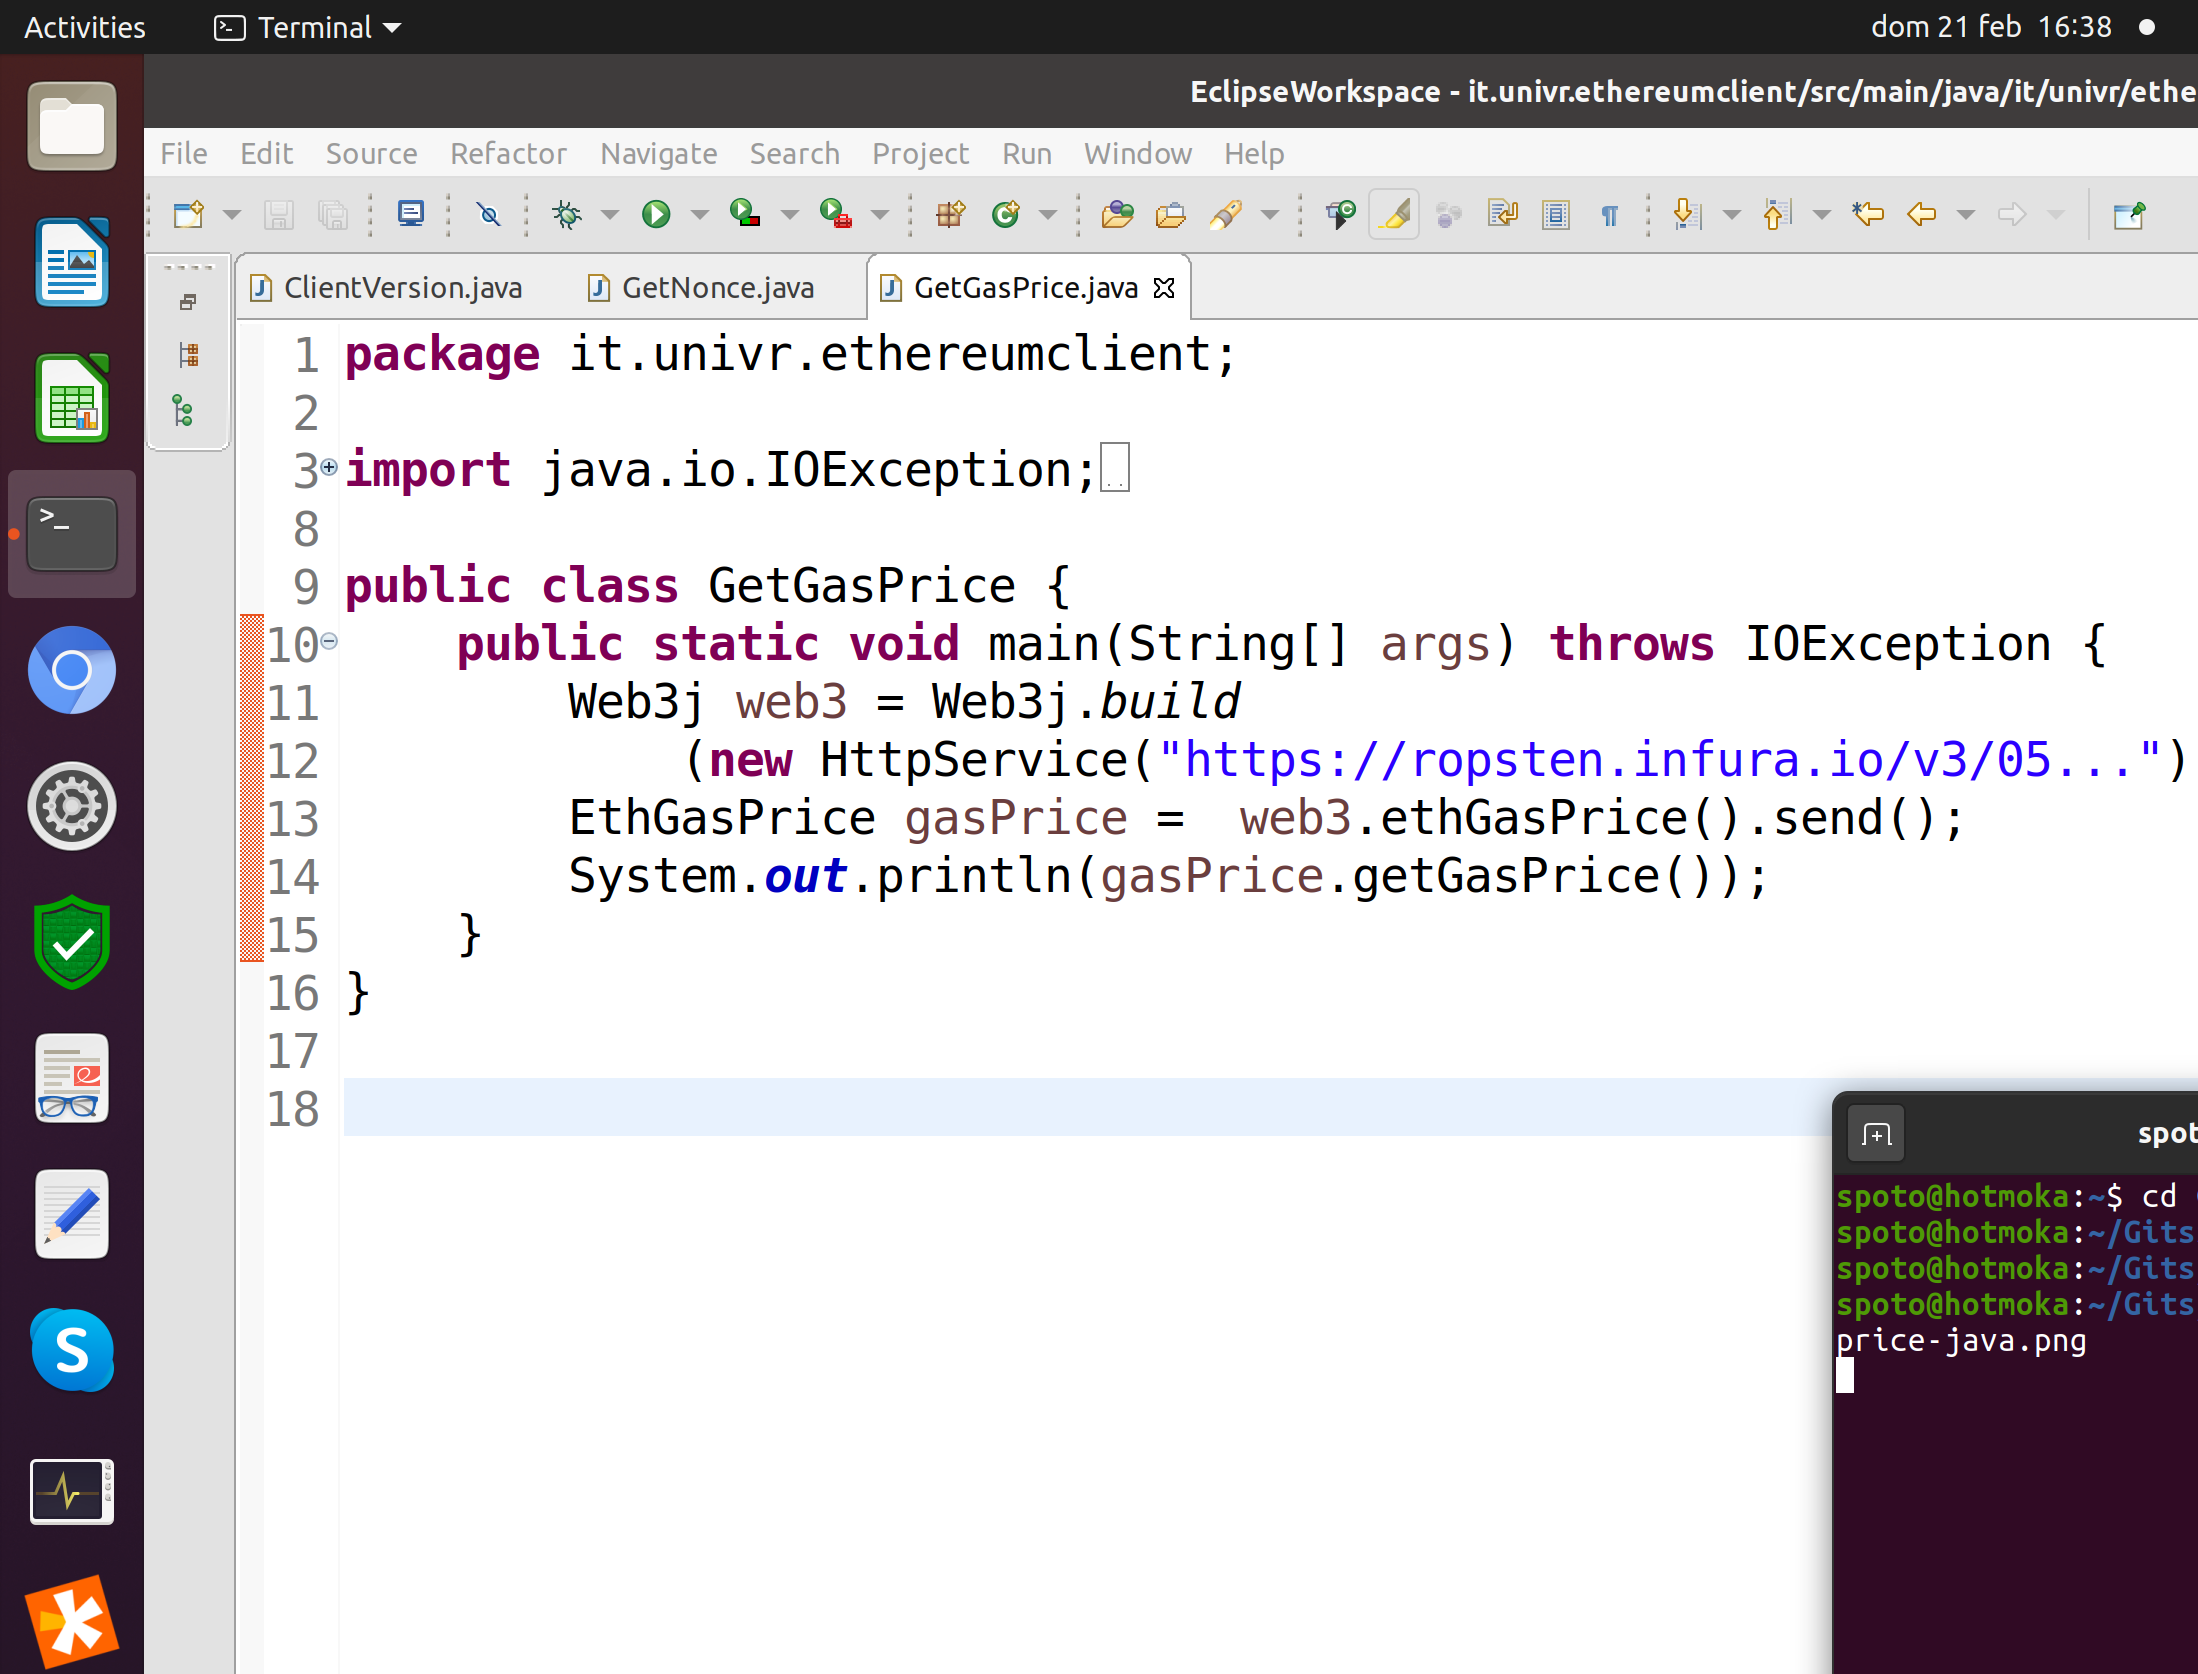 Activities
Terminal
dom 21 feb 16:38
EclipseWorkspace - it.univr.ethereumclient/src/main/java/it/univr/ethe
File Edit Source Refactor Navigate Search Project Run Window Help
ClientVersion.java GetNonce.java GetGasPrice.java
1 package it.univr.ethereumclient;
2
3 import java.io.IOException;
8
9 public class GetGasPrice {
10 public static void main(String[] args) throws IOException {
11 Web3j web3 = Web3j.build
12 (new HttpService("https://ropsten.infura.io/v3/05...")
13 EthGasPrice gasPrice =  web3.ethGasPrice().send();
14 System.out.println(gasPrice.getGasPrice());
15 }
16 }
17
18
spot
spoto@hotmoka:~$ cd
spoto@hotmoka:~/Gits
spoto@hotmoka:~/Gits
spoto@hotmoka:~/Gits
price-java.png